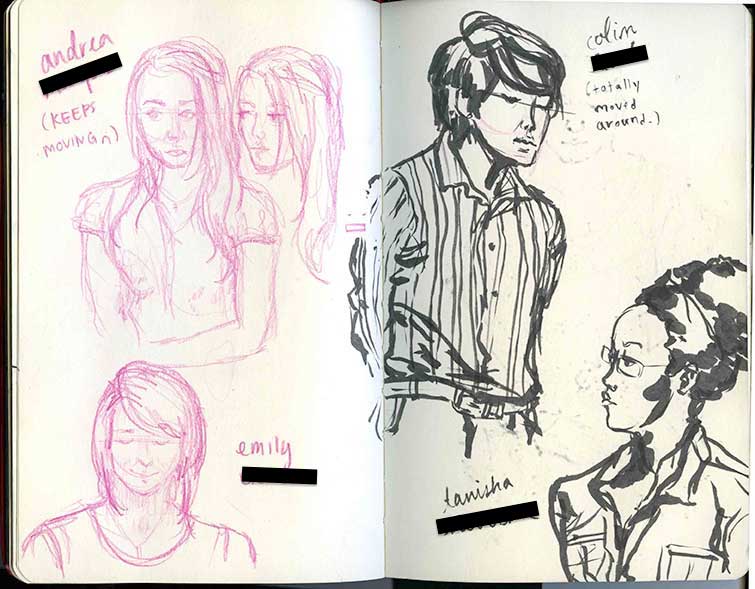 andrea
(KEEPS
MOVING)
emily
colin
(totally
moved
around.)
tanisha